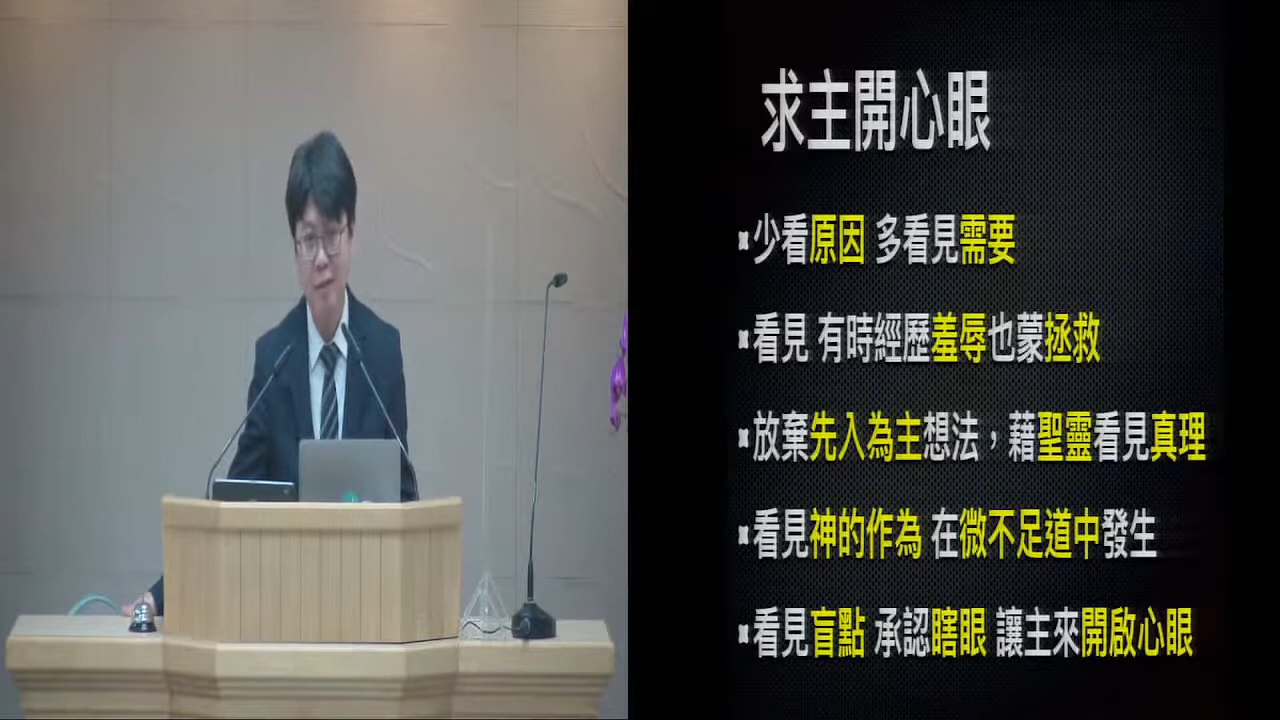 求主開心眼
少看原因 多看見需要
看見 有時經歷羞辱也蒙拯救
放棄先入為主想法，藉聖靈看見真理
看見神的作為 在微不足道中發生
看見盲點 承認瞎眼 讓主來開啟心眼